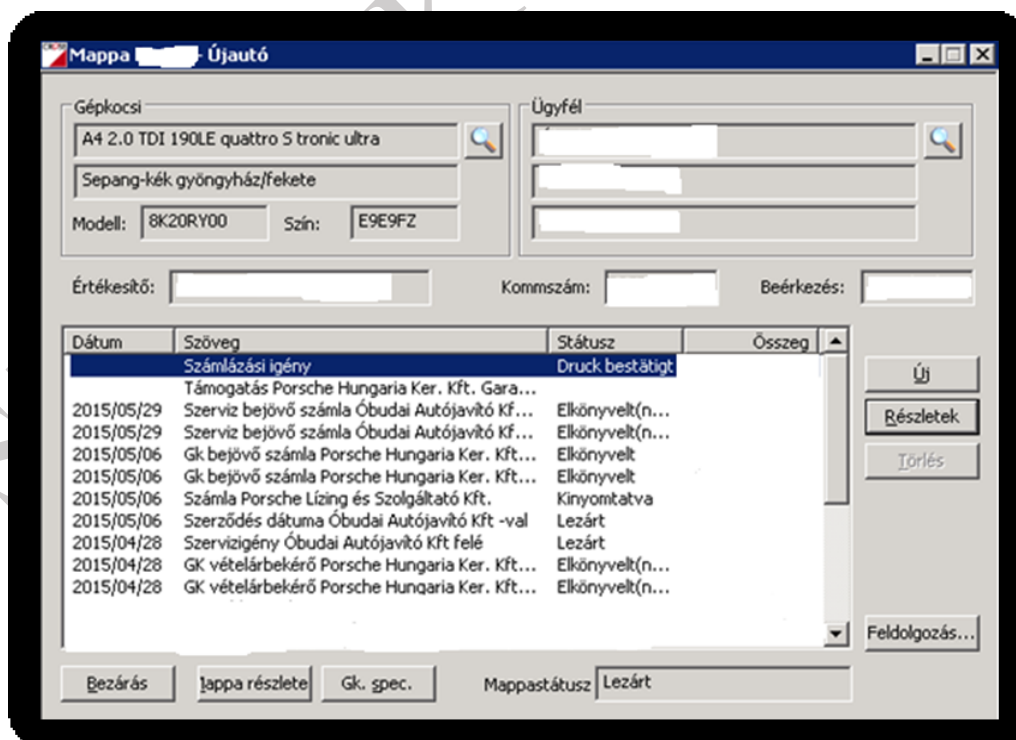 Mappa - Újautó
Gépkocsi
A4 2.0 TDI 190LE quattro S tronic ultra
Sepang-kék gyöngyház/fekete
Modell: 8K20RY00 Szín: E9E9FZ
Ügyfél
Értékesítő: Kommszám: Beérkezés:
Dátum Szöveg Státusz Összeg
Számlázási igény Druck bestätigt
Támogatás Porsche Hungaria Ker. Kft. Gara...
2015/05/29 Szerviz bejövő számla Óbudai Autójavító Kf... Elkönyvelt(n...
2015/05/29 Szerviz bejövő számla Óbudai Autójavító Kf... Elkönyvelt(n...
2015/05/06 Gk bejövő számla Porsche Hungaria Ker. Kft... Elkönyvelt
2015/05/06 Gk bejövő számla Porsche Hungaria Ker. Kft... Elkönyvelt
2015/05/06 Számla Porsche Lízing és Szolgáltató Kft. Kinyomtatva
2015/05/06 Szerződés dátuma Óbudai Autójavító Kft -val Lezárt
2015/04/28 Szervizigény Óbudai Autójavító Kft felé Lezárt
2015/04/28 GK vételárbekérő Porsche Hungaria Ker. Kft... Elkönyvelt(n...
2015/04/28 GK vételárbekérő Porsche Hungaria Ker. Kft... Elkönyvelt(n...
Új
Részletek
Törlés
Feldolgozás...
Bezárás
részlete
Gk. spec.
Mappastátusz Lezárt